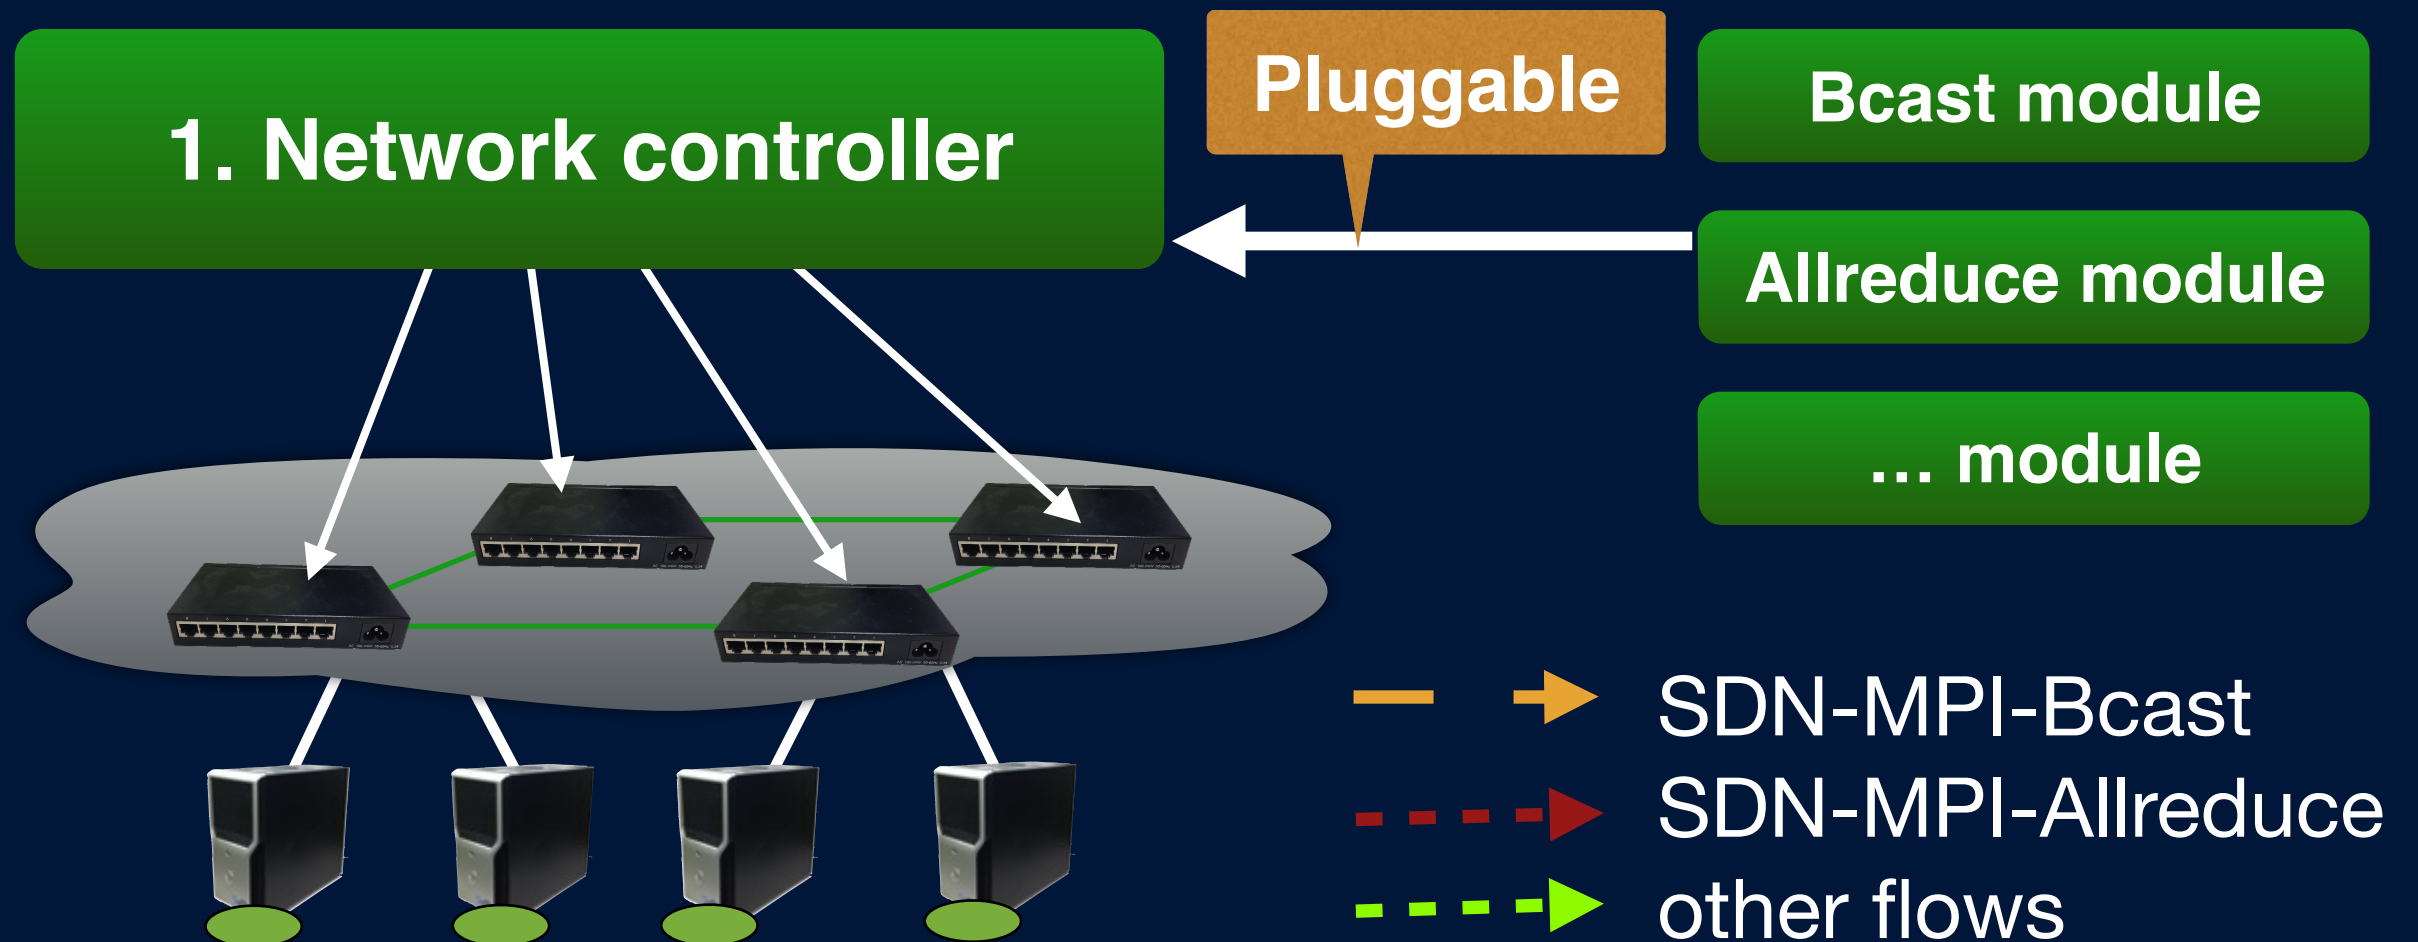 1. Network controller
Pluggable
Bcast module
Allreduce module
… module
SDN-MPI-Bcast
SDN-MPI-Allreduce
other flows